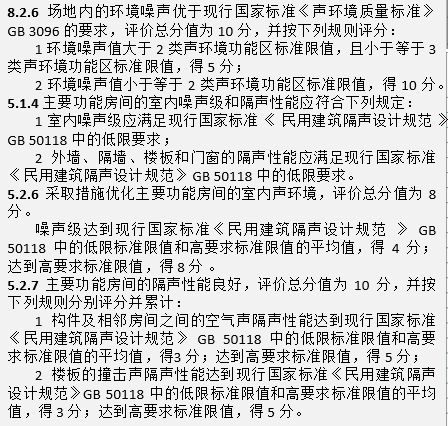 8.2.6 场地内的环境噪声优于现行国家标准《声环境质量标准》
GB 3096 的要求，评价总分值为 10 分，并按下列规则评分：
1 环境噪声值大于 2 类声环境功能区标准限值，且小于等于 3
类声环境功能区标准限值，得 5 分；
2 环境噪声值小于等于 2 类声环境功能区标准限值，得 10 分。
5.1.4 主要功能房间的室内噪声级和隔声性能应符合下列规定：
1 室内噪声级应满足现行国家标准《 民用建筑隔声设计规范》
GB 50118 中的低限要求；
2 外墙、隔墙、楼板和门窗的隔声性能应满足现行国家标准
《民用建筑隔声设计规范》GB 50118 中的低限要求。
5.2.6 采取措施优化主要功能房间的室内声环境，评价总分值为 8
分。
噪声级达到现行国家标准《民用建筑隔声设计规范 》 GB
50118 中的低限标准限值和高要求标准限值的平均值，得 4 分；
达到高要求标准限值，得 8 分 。
5.2.7 主要功能房间的隔声性能良好，评价总分值为 10 分，并按
下列规则分别评分并累计：
1 构件及相邻房间之间的空气声隔声性能达到现行国家标准
《民用建筑隔声设计规范》 GB 50118 中的低限标准限值和高要
求标准限值的平均值，得3 分；达到高要求标准限值，得 5 分；
2 楼板的撞击声隔声性能达到现行国家标准《民用建筑隔声
设计规范》GB 50118 中的低限标准限值和高要求标准限值的平均
值，得 3 分；达到高要求标准限值，得 5 分。